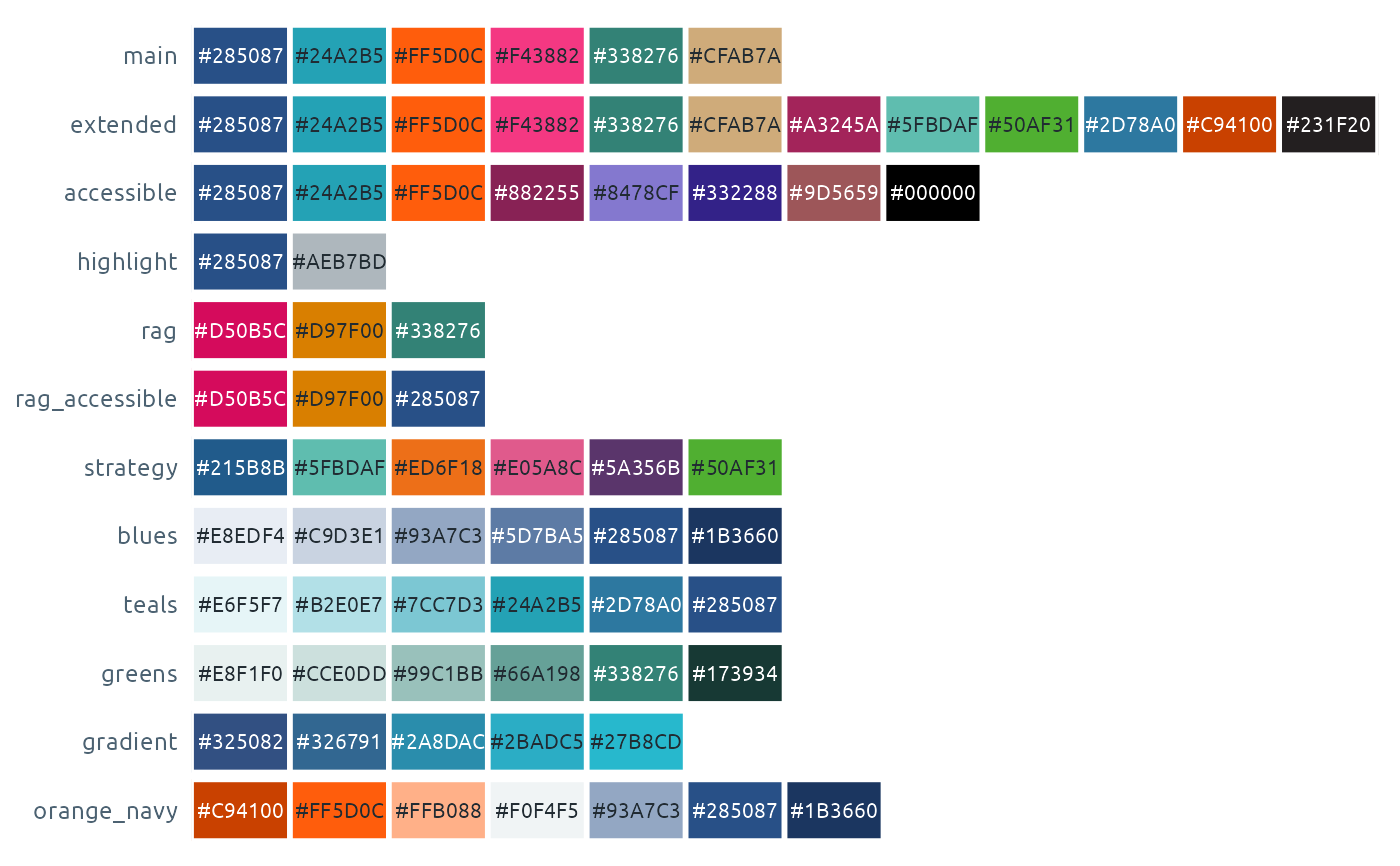 main #285087 #24A2B5 #FF5D0C #F43882 #338276 #CFAB7A
extended #285087 #24A2B5 #FF5D0C #F43882 #338276 #CFAB7A #A3245A #5FBDAF #50AF31 #2D78A0 #C94100 #231F20
accessible #285087 #24A2B5 #FF5D0C #882255 #8478CF #332288 #9D5659 #000000
highlight #285087 #AEB7BD
rag #D50B5C #D97F00 #338276
rag_accessible #D50B5C #D97F00 #285087
strategy #215B8B #5FBDAF #ED6F18 #E05A8C #5A356B #50AF31
blues #E8EDF4 #C9D3E1 #93A7C3 #5D7BA5 #285087 #1B3660
teals #E6F5F7 #B2E0E7 #7CC7D3 #24A2B5 #2D78A0 #285087
greens #E8F1F0 #CCE0DD #99C1BB #66A198 #338276 #173934
gradient #325082 #326791 #2A8DAC #2BADC5 #27B8CD
orange_navy #C94100 #FF5D0C #FFB088 #F0F4F5 #93A7C3 #285087 #1B3660